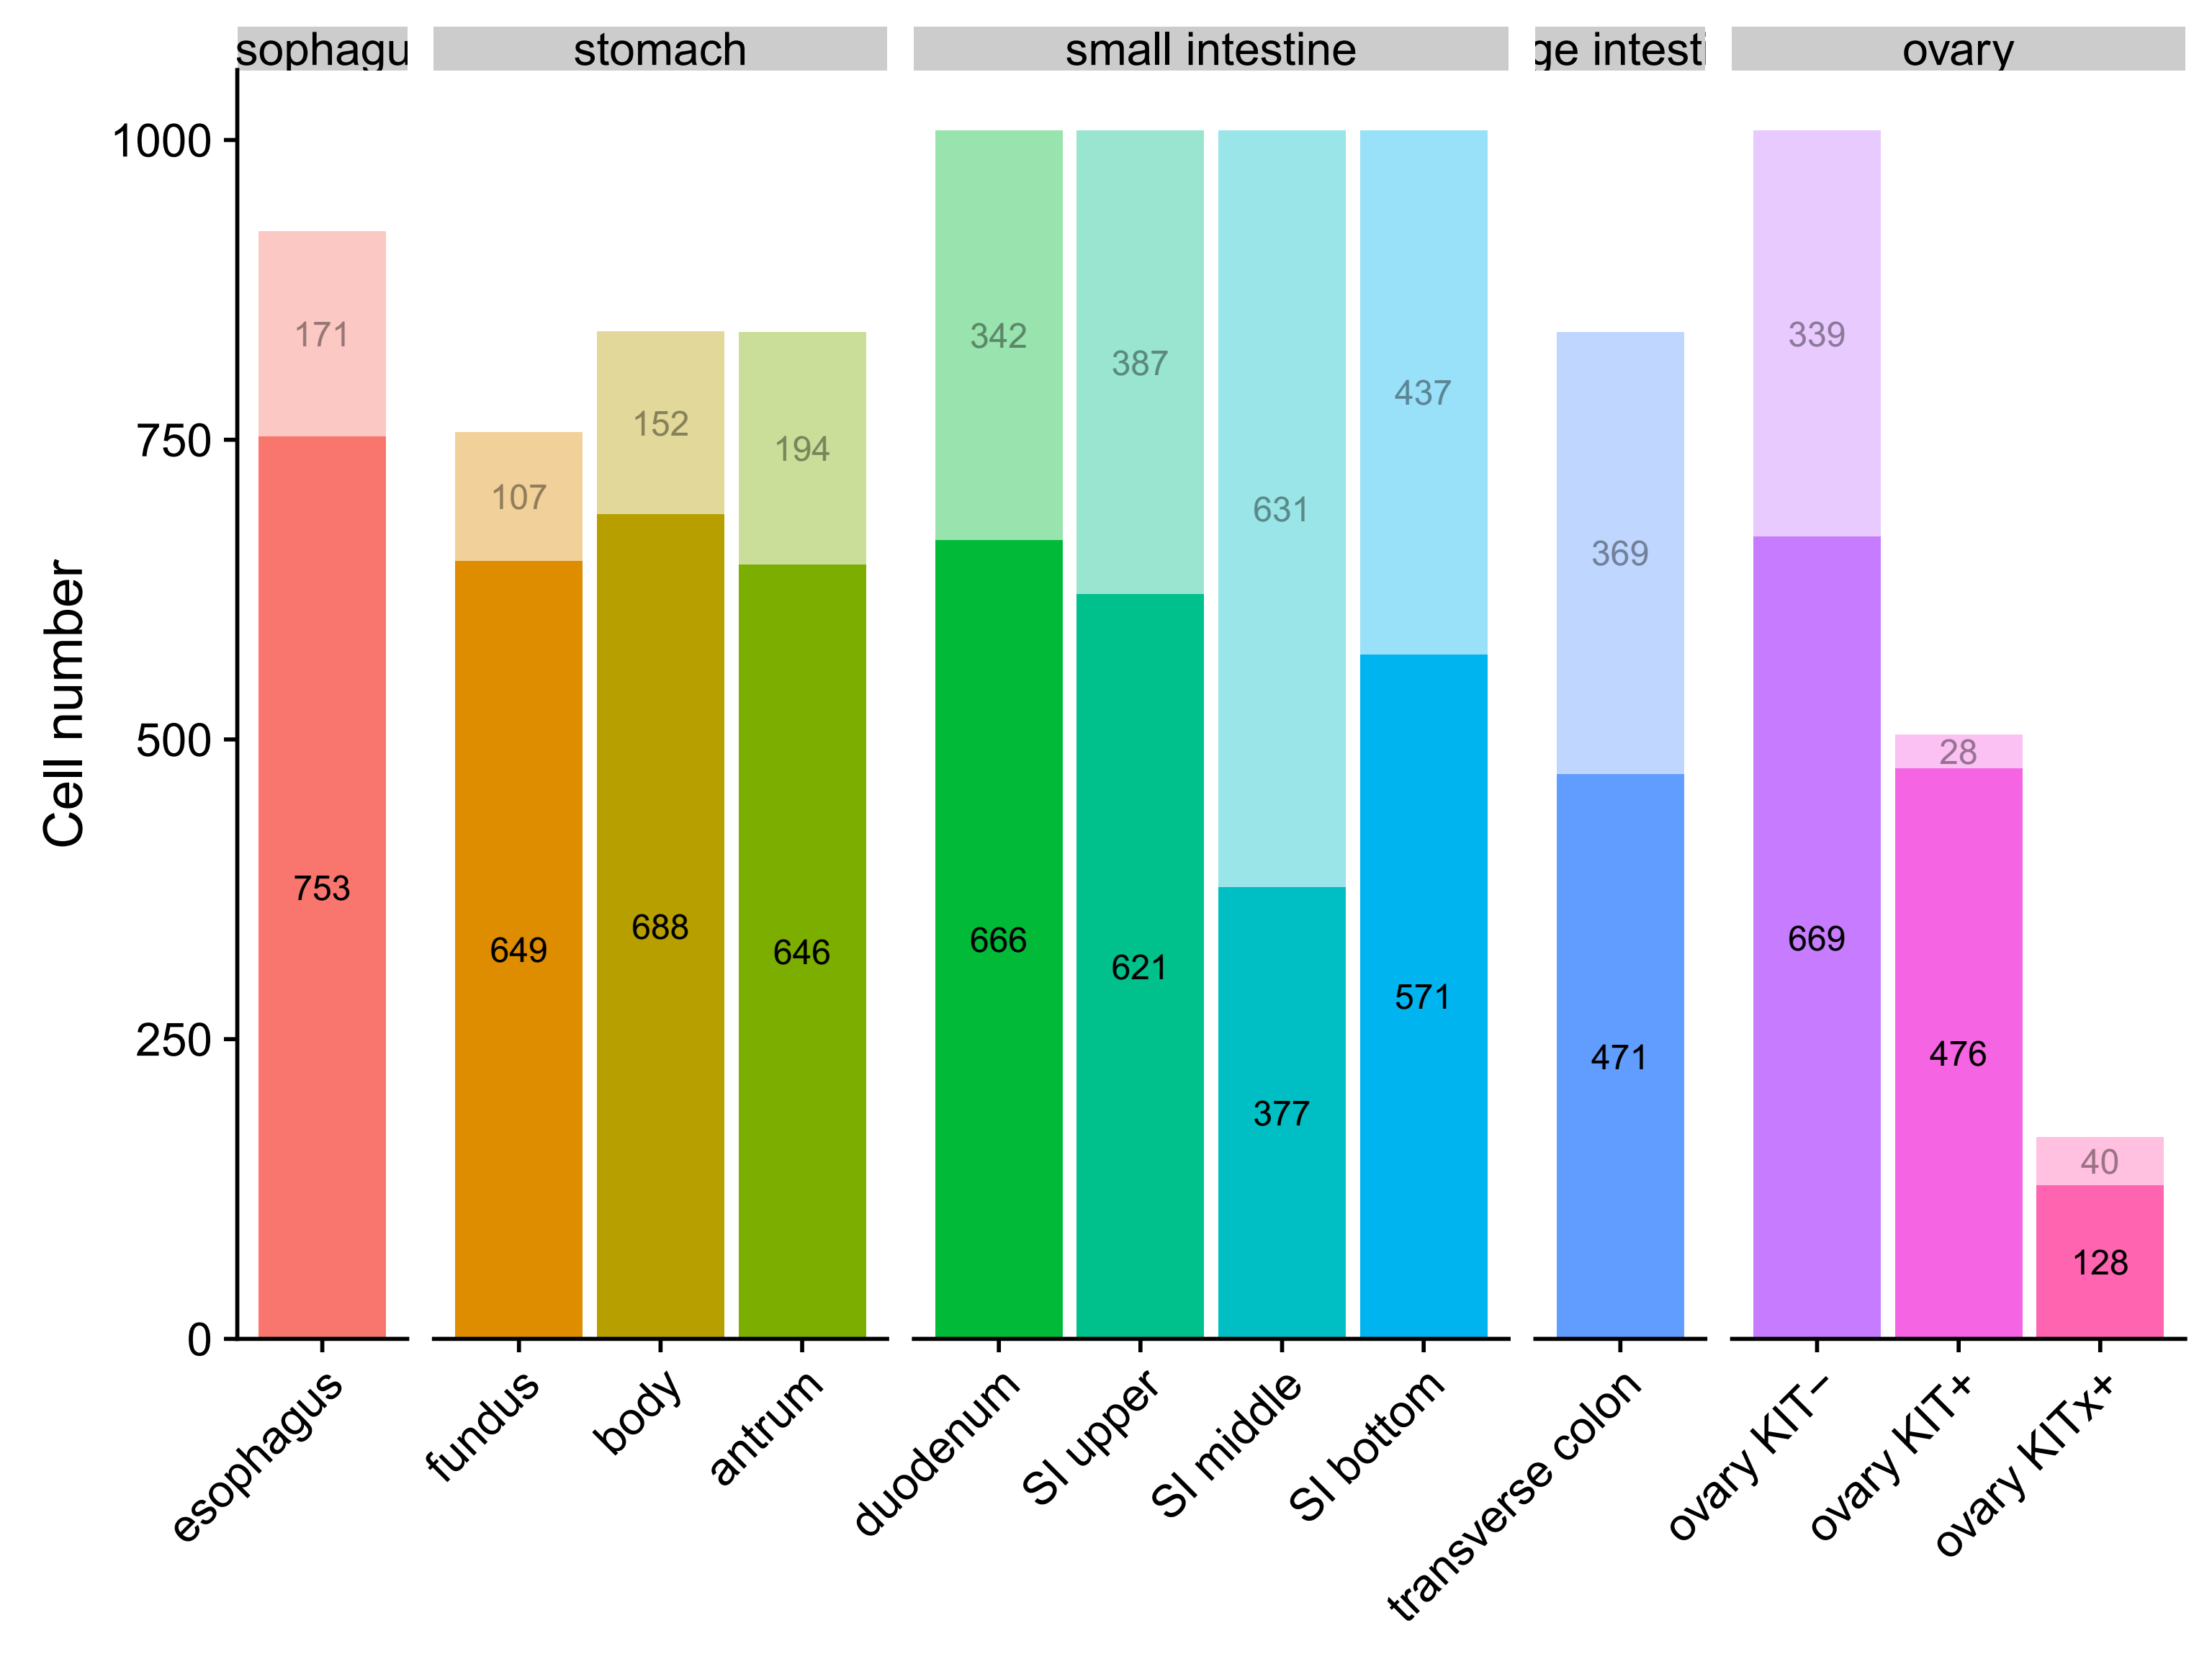 sophagu
stomach
small intestine
ge intesti
ovary
Cell number
1000
750
500
250
0
171
753
107
649
152
688
194
646
342
666
387
621
631
377
437
571
369
471
339
669
28
476
40
128
esophagus
fundus
body
antrum
duodenum
SI upper
SI middle
SI bottom
transverse colon
ovary KIT−
ovary KIT+
ovary KITx+